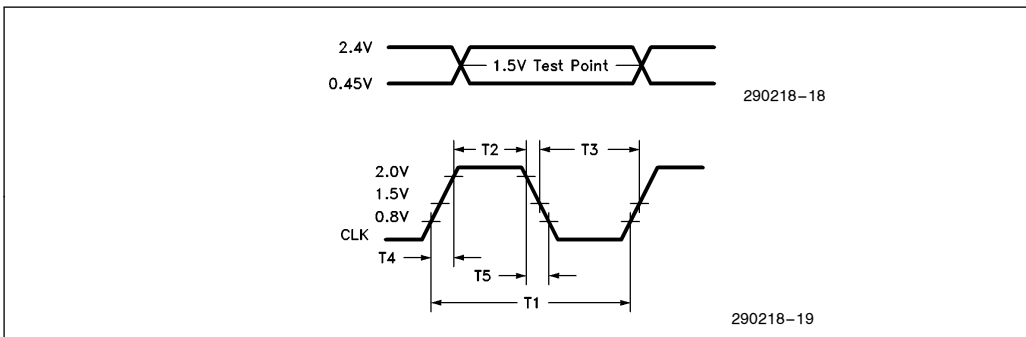 2.4V
1.5V Test Point
0.45V
290218–18
T2
T3
2.0V
1.5V
0.8V
CLK
T4
T5
T1
290218–19